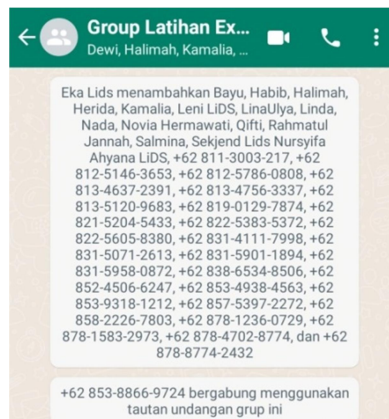 Group Latihan Ex...
Dewi, Halimah, Kamalia, ...
Eka Lids menambahkan Bayu, Habib, Halimah,
Herida, Kamalia, Leni LiDS, LinaUlya, Linda,
Nada, Novia Hermawati, Qifti, Rahmatul
Jannah, Salmina, Sekjend Lids Nursyifa
Ahyana LiDS, +62 811-3003-217, +62
812-5146-3653, +62 812-5786-0808, +62
813-4637-2391, +62 813-4756-3337, +62
813-5120-9683, +62 819-0129-7874, +62
821-5204-5433, +62 822-5383-5372, +62
822-5605-8380, +62 831-4111-7998, +62
831-5071-2613, +62 831-5901-1894, +62
831-5958-0872, +62 838-6534-8506, +62
852-4506-6247, +62 853-4938-4563, +62
853-9318-1212, +62 857-5397-2272, +62
858-2226-7803, +62 878-1236-0729, +62
878-1583-2973, +62 878-4702-8774, dan +62
878-8774-2432
+62 853-8866-9724 bergabung menggunakan
tautan undangan grup ini